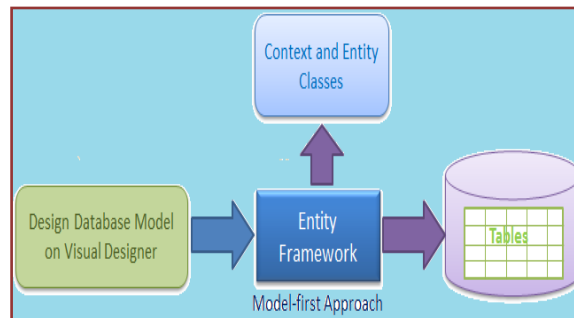 Context and Entity
Classes
Design Database Model
on Visual Designer
Entity
Framework
Tables
Model-first Approach